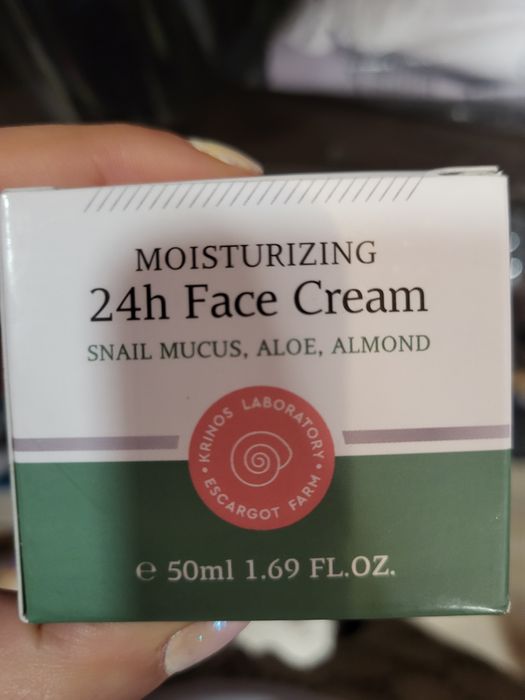 MOISTURIZING
24h Face Cream
SNAIL MUCUS, ALOE, ALMOND
KRINOS LABORATORY
• ESCARGOT FARM •
℮ 50ml 1.69 FL.OZ.